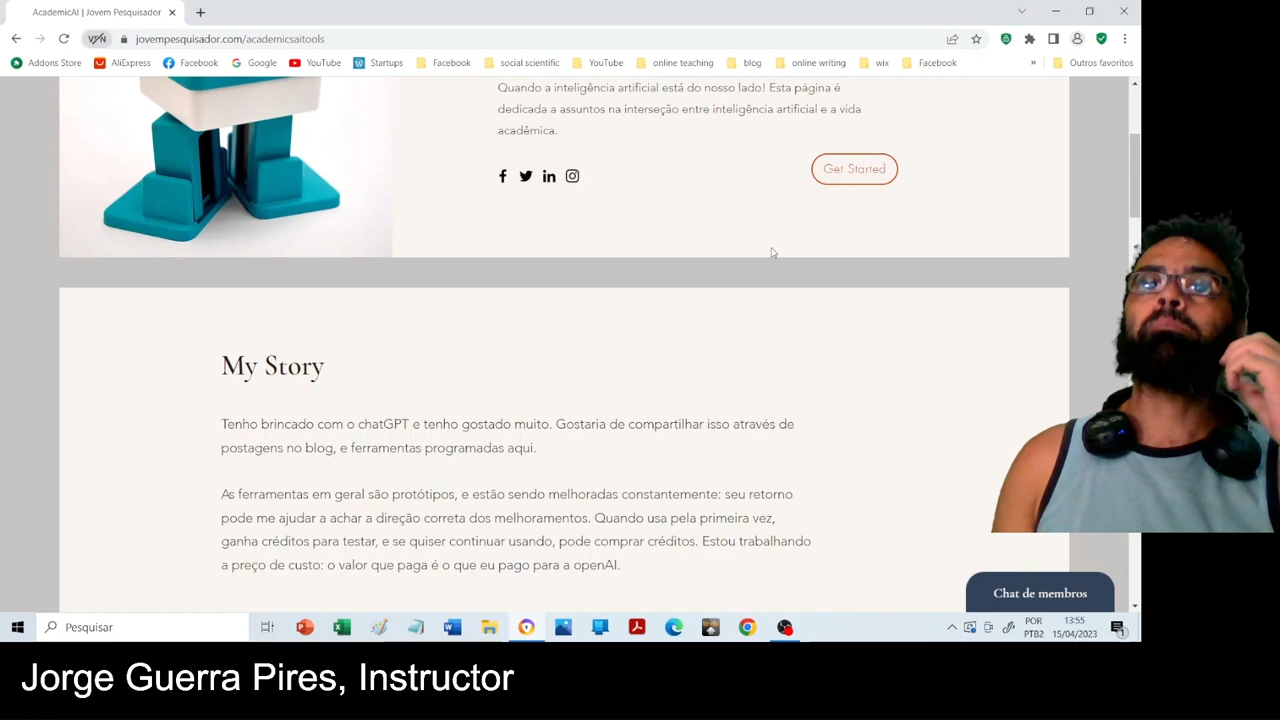 AcademicAI | Jovem Pesquisador
VPN
jovempesquisador.com/academicsaitools
Addons Store
AliExpress
Facebook
Google
YouTube
Startups
Facebook
social scientific
YouTube
online teaching
blog
online writing
wix
Facebook
»
Outros favoritos
Quando a inteligência artificial está do nosso lado! Esta página é
dedicada a assuntos na interseção entre inteligência artificial e a vida
acadêmica.
Get Started
My Story
Tenho brincado com o chatGPT e tenho gostado muito. Gostaria de compartilhar isso através de
postagens no blog, e ferramentas programadas aqui.
As ferramentas em geral são protótipos, e estão sendo melhoradas constantemente: seu retorno
pode me ajudar a achar a direção correta dos melhoramentos. Quando usa pela primeira vez,
ganha créditos para testar, e se quiser continuar usando, pode comprar créditos. Estou trabalhando
a preço de custo: o valor que paga é o que eu pago para a openAI.
Chat de membros
Pesquisar
POR
PTB2
13:55
15/04/2023
1
Jorge Guerra Pires, Instructor